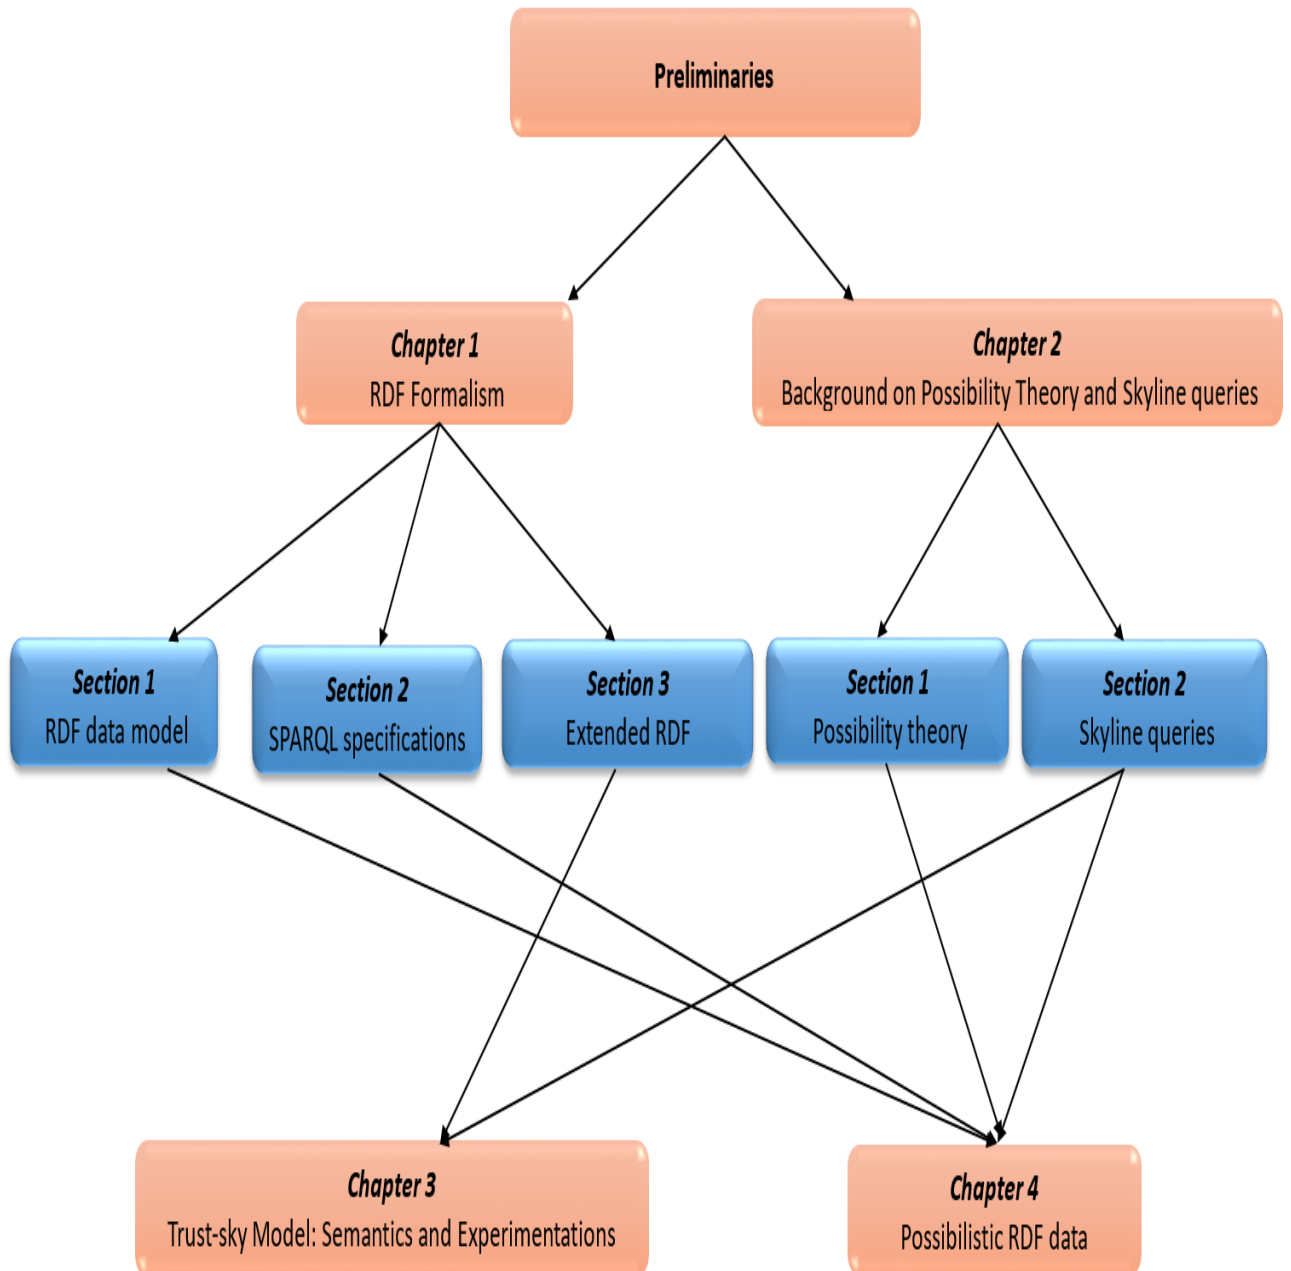 Preliminaries
Chapter 1
RDF Formalism
Chapter 2
Background on Possibility Theory and Skyline queries
Section 1
RDF data model
Section 2
SPARQL specifications
Section 3
Extended RDF
Section 1
Possibility theory
Section 2
Skyline queries
Chapter 3
Trust-sky Model: Semantics and Experimentations
Chapter 4
Possibilistic RDF data